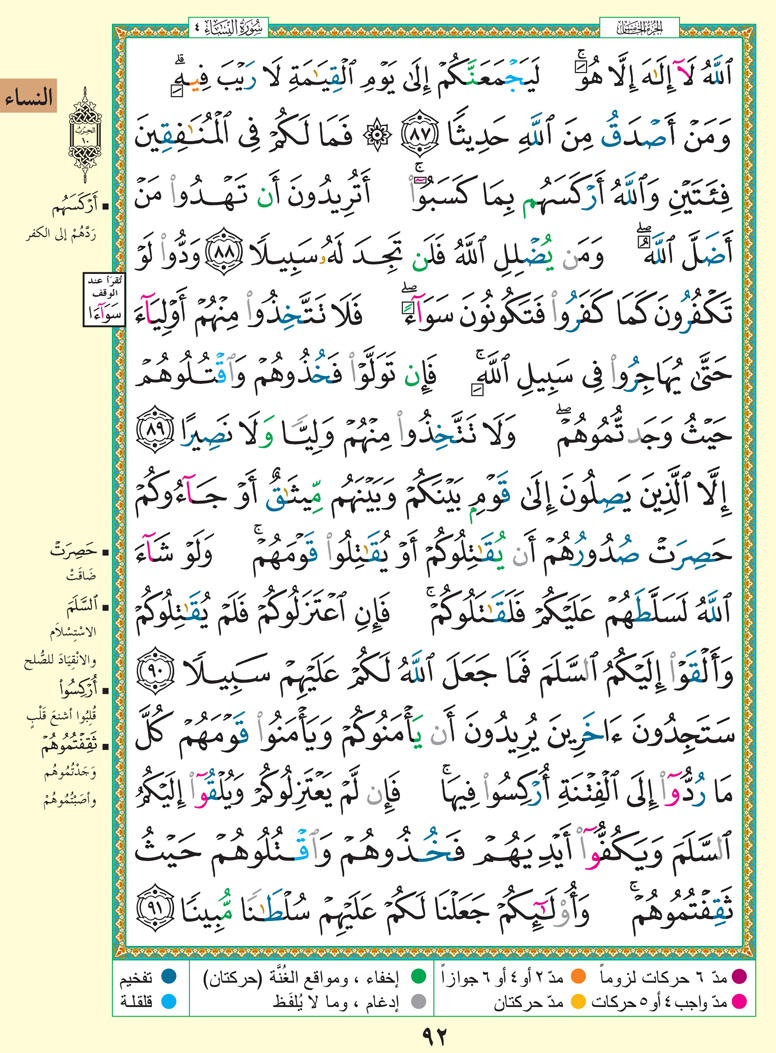 سُورَةُ النِّسَاءِ ٤
الجزء الخامس
ٱللَّهُ لَآ إِلَٰهَ إِلَّا هُوَۚ لَيَجْمَعَنَّكُمْ إِلَىٰ يَوْمِ ٱلْقِيَٰمَةِ لَا رَيْبَ فِيهِۗ
وَمَنْ أَصْدَقُ مِنَ ٱللَّهِ حَدِيثًا ٨٧ ۞ فَمَا لَكُمْ فِى ٱلْمُنَٰفِقِينَ
فِئَتَيْنِ وَٱللَّهُ أَرْكَسَهُم بِمَا كَسَبُوٓا۟ۚ أَتُرِيدُونَ أَن تَهْدُوا۟ مَنْ
أَضَلَّ ٱللَّهُۖ وَمَن يُضْلِلِ ٱللَّهُ فَلَن تَجِدَ لَهُۥ سَبِيلًا ٨٨ وَدُّوا۟ لَوْ
تَكْفُرُونَ كَمَا كَفَرُوا۟ فَتَكُونُونَ سَوَآءًۖ فَلَا تَتَّخِذُوا۟ مِنْهُمْ أَوْلِيَآءَ
حَتَّىٰ يُهَاجِرُوا۟ فِى سَبِيلِ ٱللَّهِۚ فَإِن تَوَلَّوْا۟ فَخُذُوهُمْ وَٱقْتُلُوهُمْ
حَيْثُ وَجَدتُّمُوهُمْۖ وَلَا تَتَّخِذُوا۟ مِنْهُمْ وَلِيًّا وَلَا نَصِيرًا ٨٩
إِلَّا ٱلَّذِينَ يَصِلُونَ إِلَىٰ قَوْمٍۭ بَيْنَكُمْ وَبَيْنَهُم مِّيثَٰقٌ أَوْ جَآءُوكُمْ
حَصِرَتْ صُدُورُهُمْ أَن يُقَٰتِلُوكُمْ أَوْ يُقَٰتِلُوا۟ قَوْمَهُمْۚ وَلَوْ شَآءَ
ٱللَّهُ لَسَلَّطَهُمْ عَلَيْكُمْ فَلَقَٰتَلُوكُمْۚ فَإِنِ ٱعْتَزَلُوكُمْ فَلَمْ يُقَٰتِلُوكُمْ
وَأَلْقَوْا۟ إِلَيْكُمُ ٱلسَّلَمَ فَمَا جَعَلَ ٱللَّهُ لَكُمْ عَلَيْهِمْ سَبِيلًا ٩٠
سَتَجِدُونَ ءَاخَرِينَ يُرِيدُونَ أَن يَأْمَنُوكُمْ وَيَأْمَنُوا۟ قَوْمَهُمْ كُلَّ
مَا رُدُّوٓا۟ إِلَى ٱلْفِتْنَةِ أُرْكِسُوا۟ فِيهَاۚ فَإِن لَّمْ يَعْتَزِلُوكُمْ وَيُلْقُوٓا۟ إِلَيْكُمُ
ٱلسَّلَمَ وَيَكُفُّوٓا۟ أَيْدِيَهُمْ فَخُذُوهُمْ وَٱقْتُلُوهُمْ حَيْثُ
ثَقِفْتُمُوهُمْۚ وَأُو۟لَٰٓئِكُمْ جَعَلْنَا لَكُمْ عَلَيْهِمْ سُلْطَٰنًا مُّبِينًا ٩١
النساء
الحزب ١٠
أَرْكَسَهُم
رَدَّهُمْ إلى الكفر
تُقرَأ عند
الوقف
سَوَآءَا
حَصِرَتْ
ضَاقَتْ
ٱلسَّلَمَ
الاسْتِسْلَام
والانْقِيَادَ للصُّلح
أُرْكِسُوا۟
قُلِبُوا أشنعَ قَلْبٍ
ثَقِفْتُمُوهُمْ
وَجَدْتُمُوهُم
وأصَبْتُمُوهُمْ
مدّ ٦ حركات لزوماً
مدّ ٢ أو ٤ أو ٦ جوازاً
إخفاء ، ومواقع الغُنَّة (حركتان)
تفخيم
مدّ واجب ٤ أو ٥ حركات
مدّ حركتان
إدغام ، وما لا يُلفَظ
قلقلة
٩٢